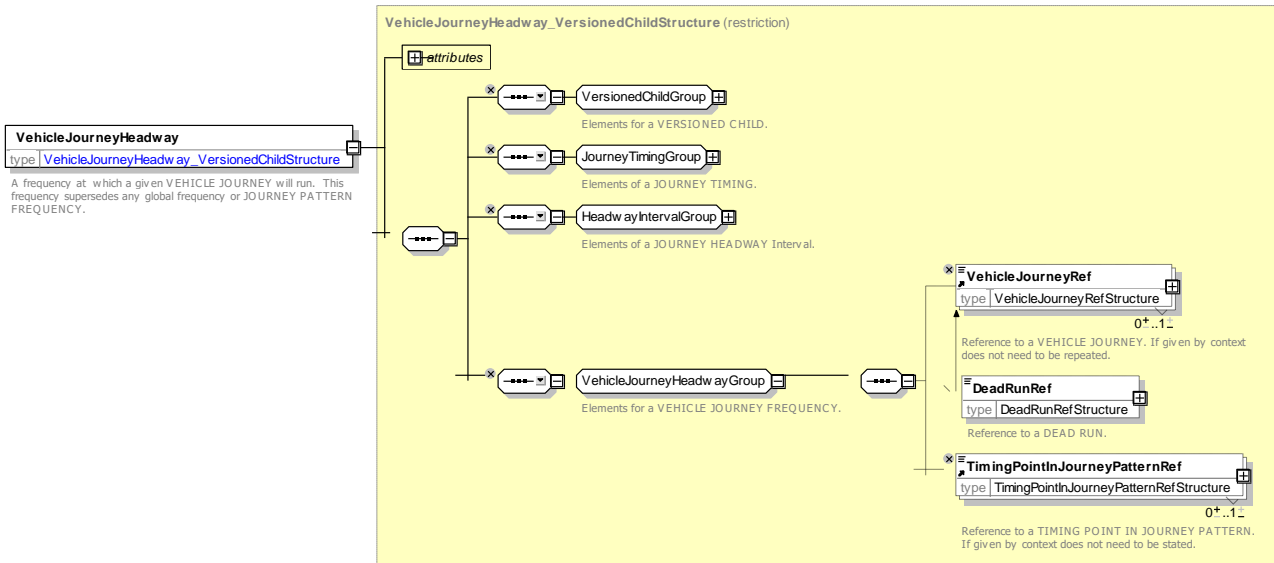 VehicleJourneyHeadway_VersionedChildStructure (restriction)
attributes
VersionedChildGroup
Elements for a VERSIONED CHILD.
VehicleJourneyHeadway
type VehicleJourneyHeadway_VersionedChildStructure
A frequency at which a given VEHICLE JOURNEY will run. This
frequency supersedes any global frequency or JOURNEY PATTERN
FREQUENCY.
JourneyTimingGroup
Elements of a JOURNEY TIMING.
HeadwayIntervalGroup
Elements of a JOURNEY HEADWAY Interval.
VehicleJourneyHeadwayGroup
Elements for a VEHICLE JOURNEY FREQUENCY.
VehicleJourneyRef
type VehicleJourneyRefStructure
0..1
Reference to a VEHICLE JOURNEY. If given by context
does not need to be repeated.
DeadRunRef
type DeadRunRefStructure
Reference to a DEAD RUN.
TimingPointInJourneyPatternRef
type TimingPointInJourneyPatternRefStructure
0..1
Reference to a TIMING POINT IN JOURNEY PATTERN.
If given by context does not need to be stated.